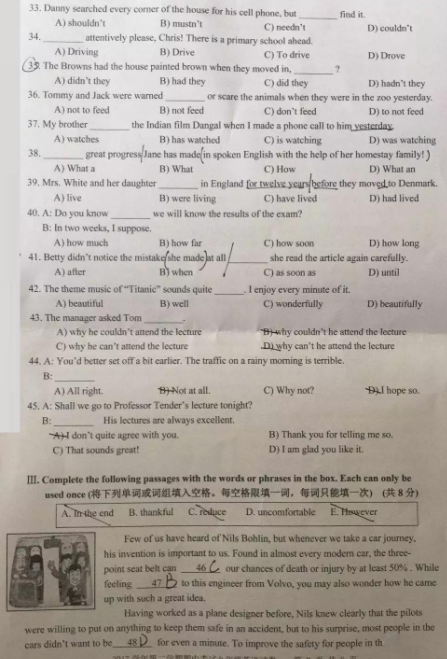 33. Danny searched every corner of the house for his cell phone, but ______ find it.
A) shouldn't B) mustn't C) needn't D) couldn't
34. ______ attentively please, Chris! There is a primary school ahead.
A) Driving B) Drive C) To drive D) Drove
35. The Browns had the house painted brown when they moved in, ______?
A) didn't they B) had they C) did they D) hadn't they
36. Tommy and Jack were warned ______ or scare the animals when they were in the zoo yesterday.
A) not to feed B) not feed C) don't feed D) to not feed
37. My brother ______ the Indian film Dangal when I made a phone call to him yesterday.
A) watches B) has watched C) is watching D) was watching
38. ______ great progress Jane has made in spoken English with the help of her homestay family!
A) What a B) What C) How D) What an
39. Mrs. White and her daughter ______ in England for twelve years before they moved to Denmark.
A) live B) were living C) have lived D) had lived
40. A: Do you know ______ we will know the results of the exam?
B: In two weeks, I suppose.
A) how much B) how far C) how soon D) how long
41. Betty didn't notice the mistake she made at all ______ she read the article again carefully.
A) after B) when C) as soon as D) until
42. The theme music of "Titanic" sounds quite ______. I enjoy every minute of it.
A) beautiful B) well C) wonderfully D) beautifully
43. The manager asked Tom ______.
A) why he couldn't attend the lecture B) why couldn't he attend the lecture
C) why he can't attend the lecture D) why can't he attend the lecture
44. A: You'd better set off a bit earlier. The traffic on a rainy morning is terrible.
B: ______
A) All right. B) Not at all. C) Why not? D) I hope so.
45. A: Shall we go to Professor Tender's lecture tonight?
B: ______ His lectures are always excellent.
A) I don't quite agree with you. B) Thank you for telling me so.
C) That sounds great! D) I am glad you like it.
III. Complete the following passages with the words or phrases in the box. Each can only be
used once (将下列单词或词组填入空格。每空格限填一词，每词只能填一次) (共 8 分)
A. In the end B. thankful C. reduce D. uncomfortable E. However
Few of us have heard of Nils Bohlin, but whenever we take a car journey,
his invention is important to us. Found in almost every modern car, the three-
point seat belt can 46 C our chances of death or injury by at least 50%. While
feeling 47 B to this engineer from Volvo, you may also wonder how he came
up with such a great idea.
Having worked as a plane designer before, Nils knew clearly that the pilots
were willing to put on anything to keep them safe in an accident, but to his surprise, most people in the
cars didn't want to be 48 D for even a minute. To improve the safety for people in th